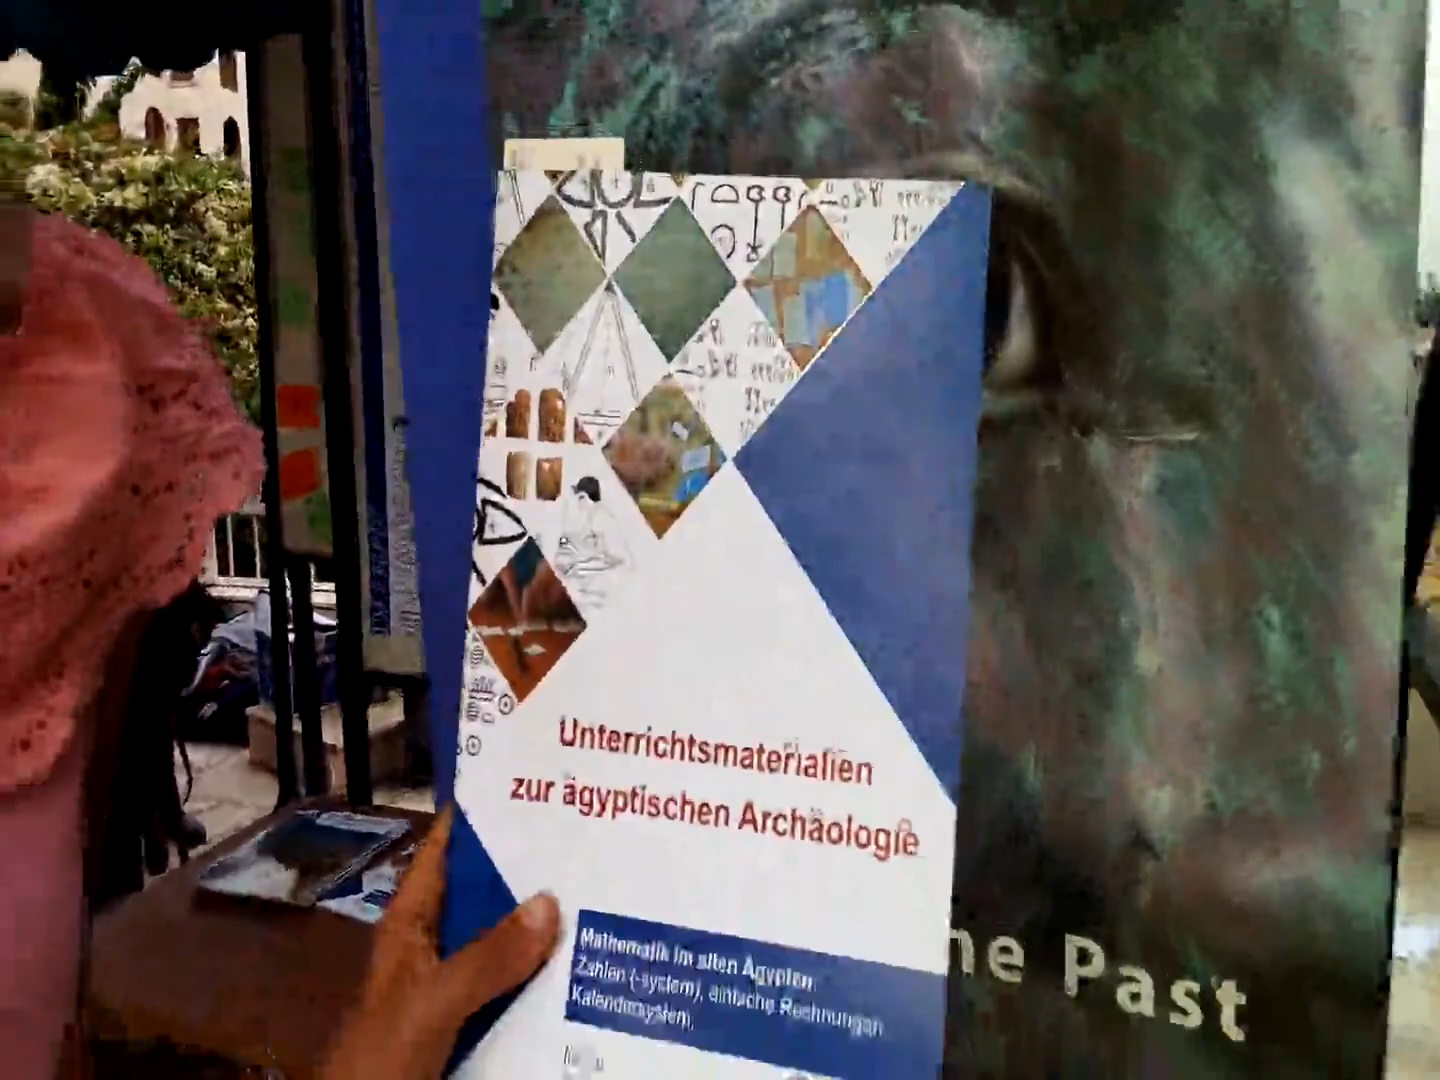 Unterrichtsmaterialien
zur ägyptischen Archäologie
Mathematik im alten Ägypten:
Zahlen (-system), einfache Rechnungen
Kalendersystem,
ne Past